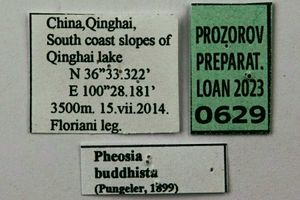 China,Qinghai,
South coast slopes of
Qinghai lake
N 36"33.322'
E 100"28.181'
3500m. 15.vii.2014.
Floriani leg.
PROZOROV
PREPARAT.
LOAN 2023
0629
Pheosia
buddhista
(Pungeler, 1899)